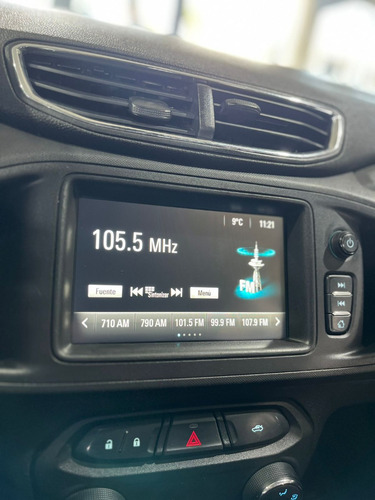 9°C 11:21
105.5 MHz
FM
Fuente Sintonizar Menú
710 AM 790 AM 101.5 FM 99.9 FM 107.9 FM